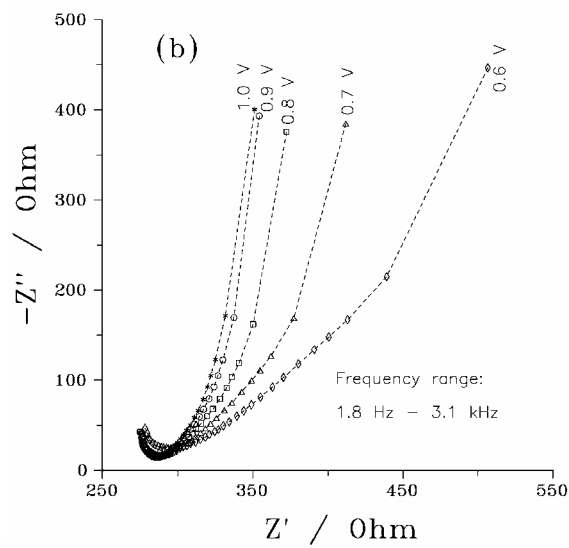 (b)
500
400
300
200
100
0
-Z'' / Ohm
1.0 V
0.9 V
0.8 V
0.7 V
0.6 V
Frequency range:
1.8 Hz – 3.1 kHz
250
350
450
550
Z' / Ohm